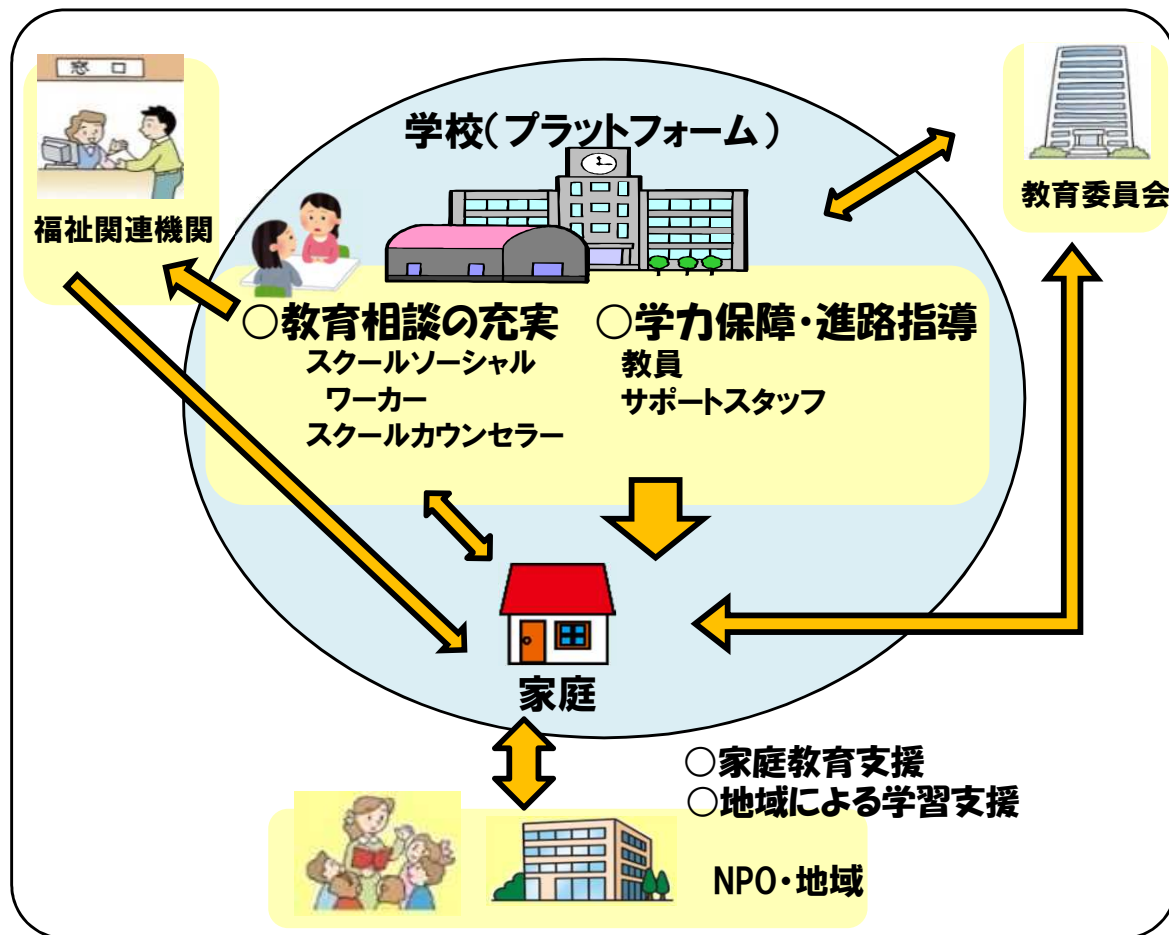 窓口
学校(プラットフォーム)
福祉関連機関
教育委員会
○教育相談の充実
スクールソーシャル
ワーカー
スクールカウンセラー
○学力保障・進路指導
教員
サポートスタッフ
家庭
○家庭教育支援
○地域による学習支援
NPO・地域